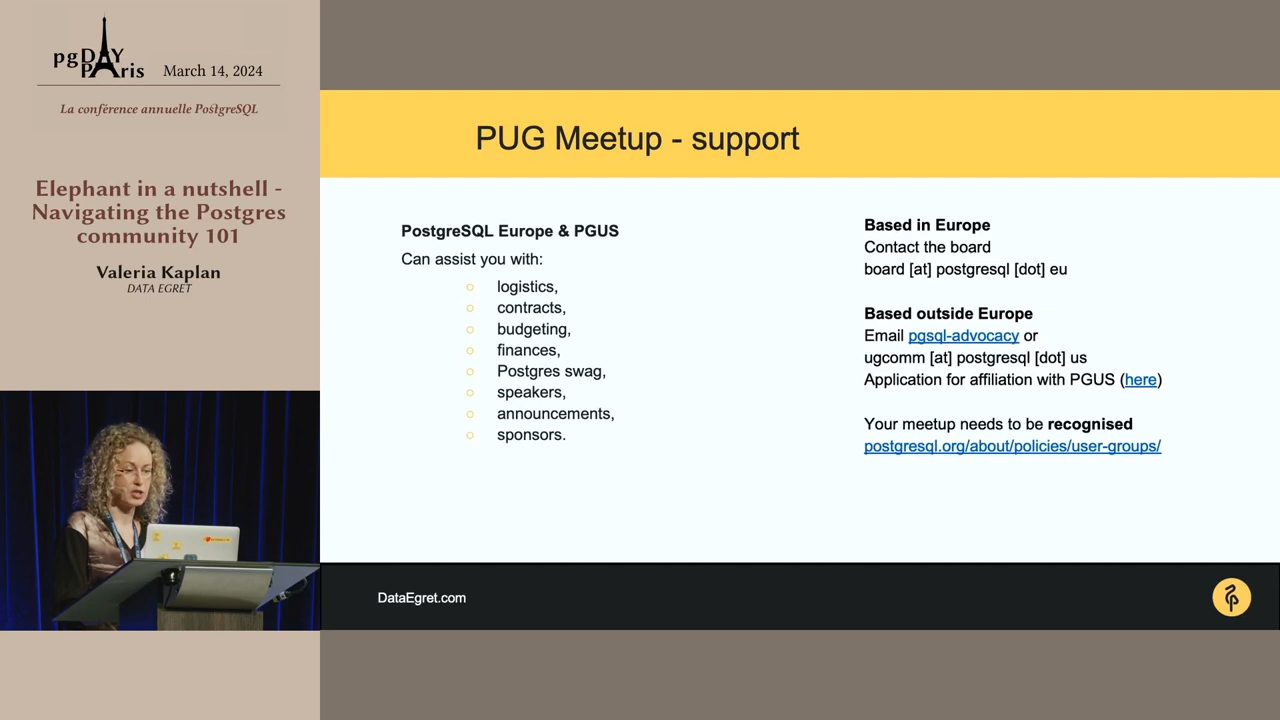 pgDAY
PAris
March 14, 2024
La conférence annuelle PostgreSQL
Elephant in a nutshell -
Navigating the Postgres
community 101
Valeria Kaplan
DATA EGRET
PUG Meetup - support
PostgreSQL Europe & PGUS
Can assist you with:
logistics,
contracts,
budgeting,
finances,
Postgres swag,
speakers,
announcements,
sponsors.
Based in Europe
Contact the board
board [at] postgresql [dot] eu
Based outside Europe
Email pgsql-advocacy or
ugcomm [at] postgresql [dot] us
Application for affiliation with PGUS (here)
Your meetup needs to be recognised
postgresql.org/about/policies/user-groups/
DataEgret.com